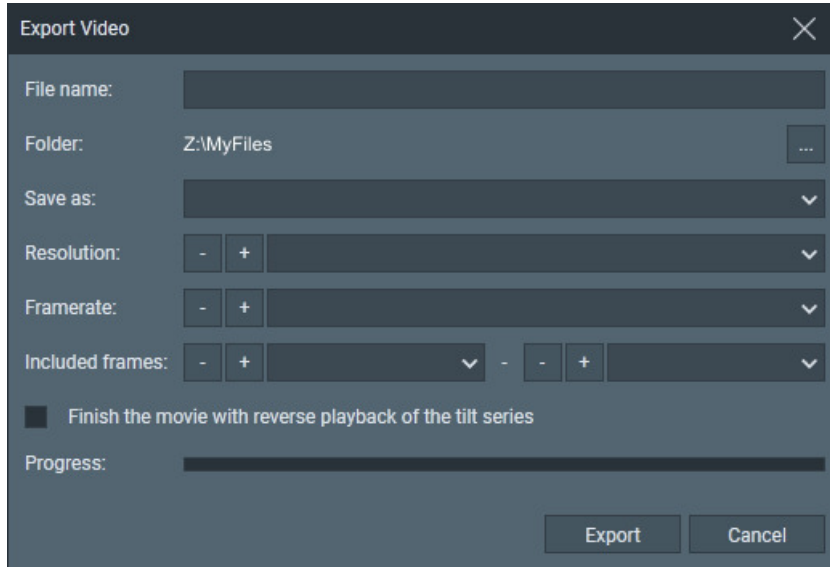 Export Video
File name:
Folder: Z:\MyFiles ...
Save as:
Resolution: - +
Framerate: - +
Included frames: - + - - +
Finish the movie with reverse playback of the tilt series
Progress:
Export Cancel